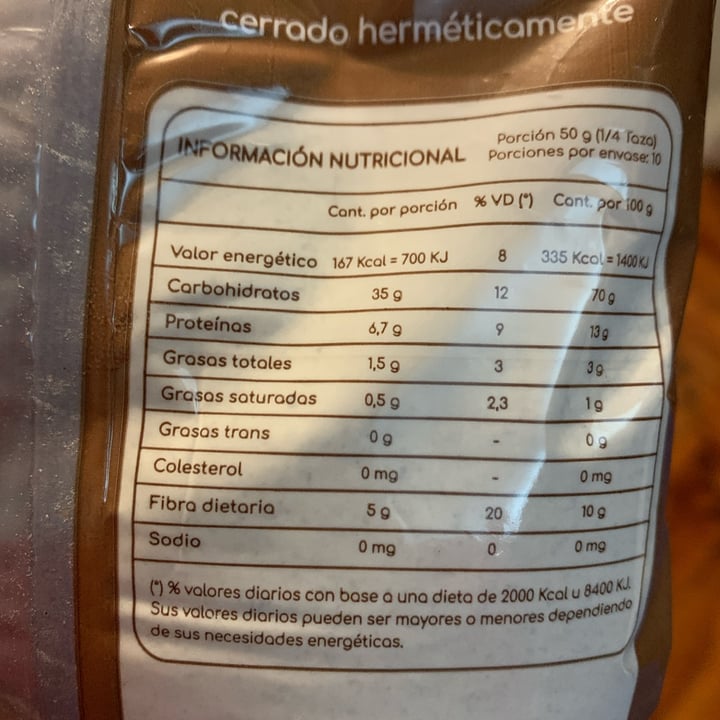 cerrado herméticamente
INFORMACIÓN NUTRICIONAL
Porción 50 g (1/4 Taza)
Porciones por envase: 10
Cant. por porción % VD (*) Cant. por 100 g
Valor energético 167 Kcal = 700 KJ 8 335 Kcal = 1400 KJ
Carbohidratos 35 g 12 70 g
Proteínas 6,7 g 9 13 g
Grasas totales 1,5 g 3 3 g
Grasas saturadas 0,5 g 2,3 1 g
Grasas trans 0 g - 0 g
Colesterol 0 mg - 0 mg
Fibra dietaria 5 g 20 10 g
Sodio 0 mg 0 0 mg
(*) % valores diarios con base a una dieta de 2000 Kcal u 8400 KJ.
Sus valores diarios pueden ser mayores o menores dependiendo
de sus necesidades energéticas.